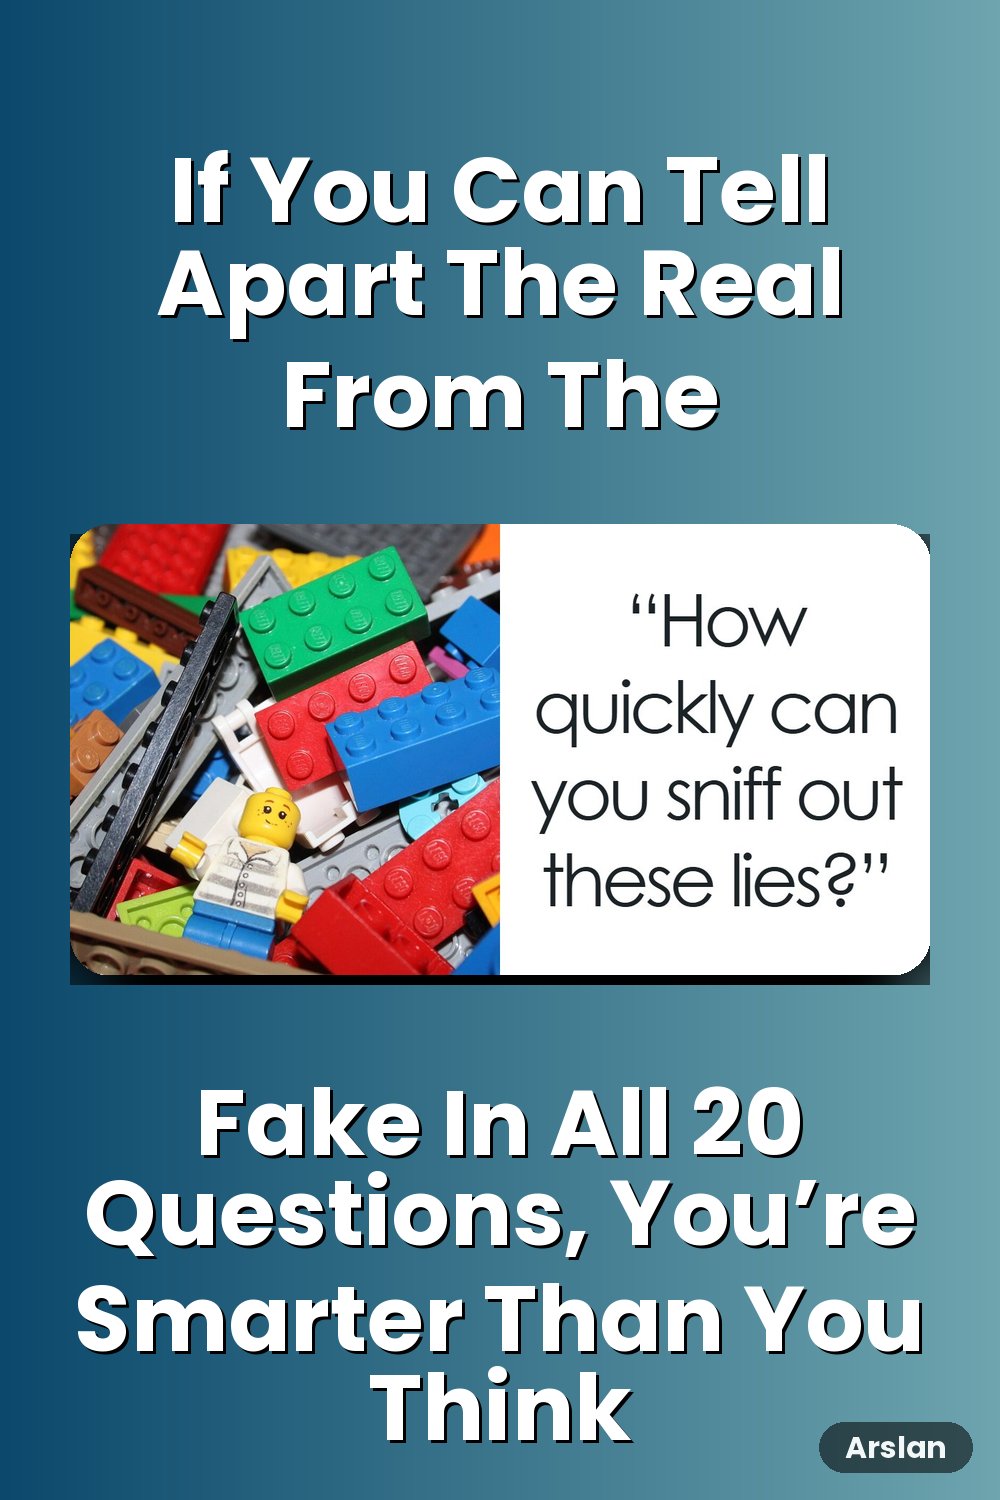 If You Can Tell
Apart The Real
From The
“How
quickly can
you sniff out
these lies?”
Fake In All 20
Questions, You’re
Smarter Than You
Think
Arslan